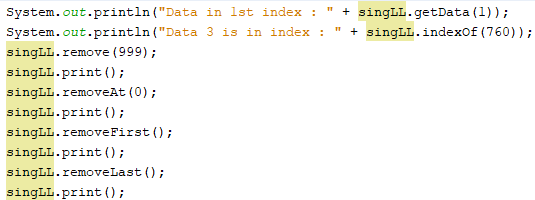 System.out.println("Data in 1st index : " + singLL.getData(1));
System.out.println("Data 3 is in index : " + singLL.indexOf(760));
singLL.remove(999);
singLL.print();
singLL.removeAt(0);
singLL.print();
singLL.removeFirst();
singLL.print();
singLL.removeLast();
singLL.print();